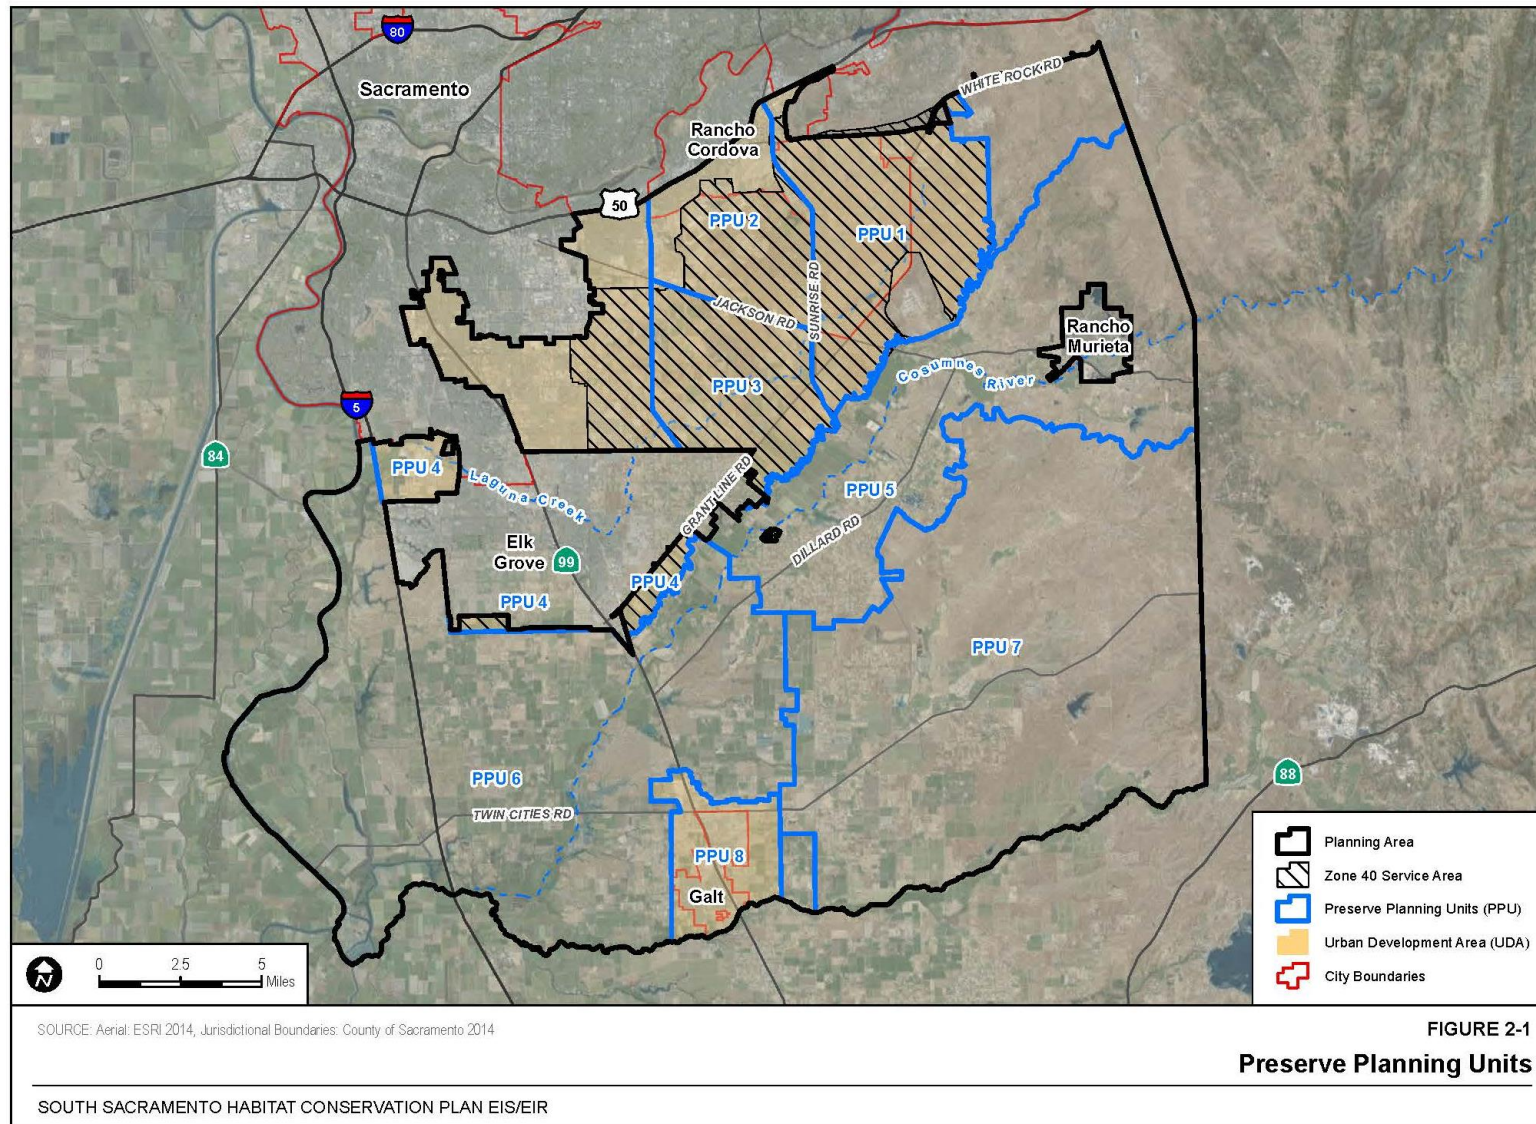 80
Sacramento
WHITE ROCK RD
Rancho
Cordova
50
PPU 2
PPU 1
JACKSON RD
SUNRISE RD
Rancho
Murieta
Cosumnes River
PPU 3
5
84
PPU 4
Laguna Creek
GRANT LINE RD
PPU 5
DILLARD RD
Elk
Grove
99
PPU 4
PPU 4
PPU 7
88
PPU 6
TWIN CITIES RD
PPU 8
Galt
Planning Area
Zone 40 Service Area
Preserve Planning Units (PPU)
Urban Development Area (UDA)
City Boundaries
N
0 2.5 5
Miles
SOURCE: Aerial: ESRI 2014, Jurisdictional Boundaries: County of Sacramento 2014
FIGURE 2-1
Preserve Planning Units
SOUTH SACRAMENTO HABITAT CONSERVATION PLAN EIS/EIR